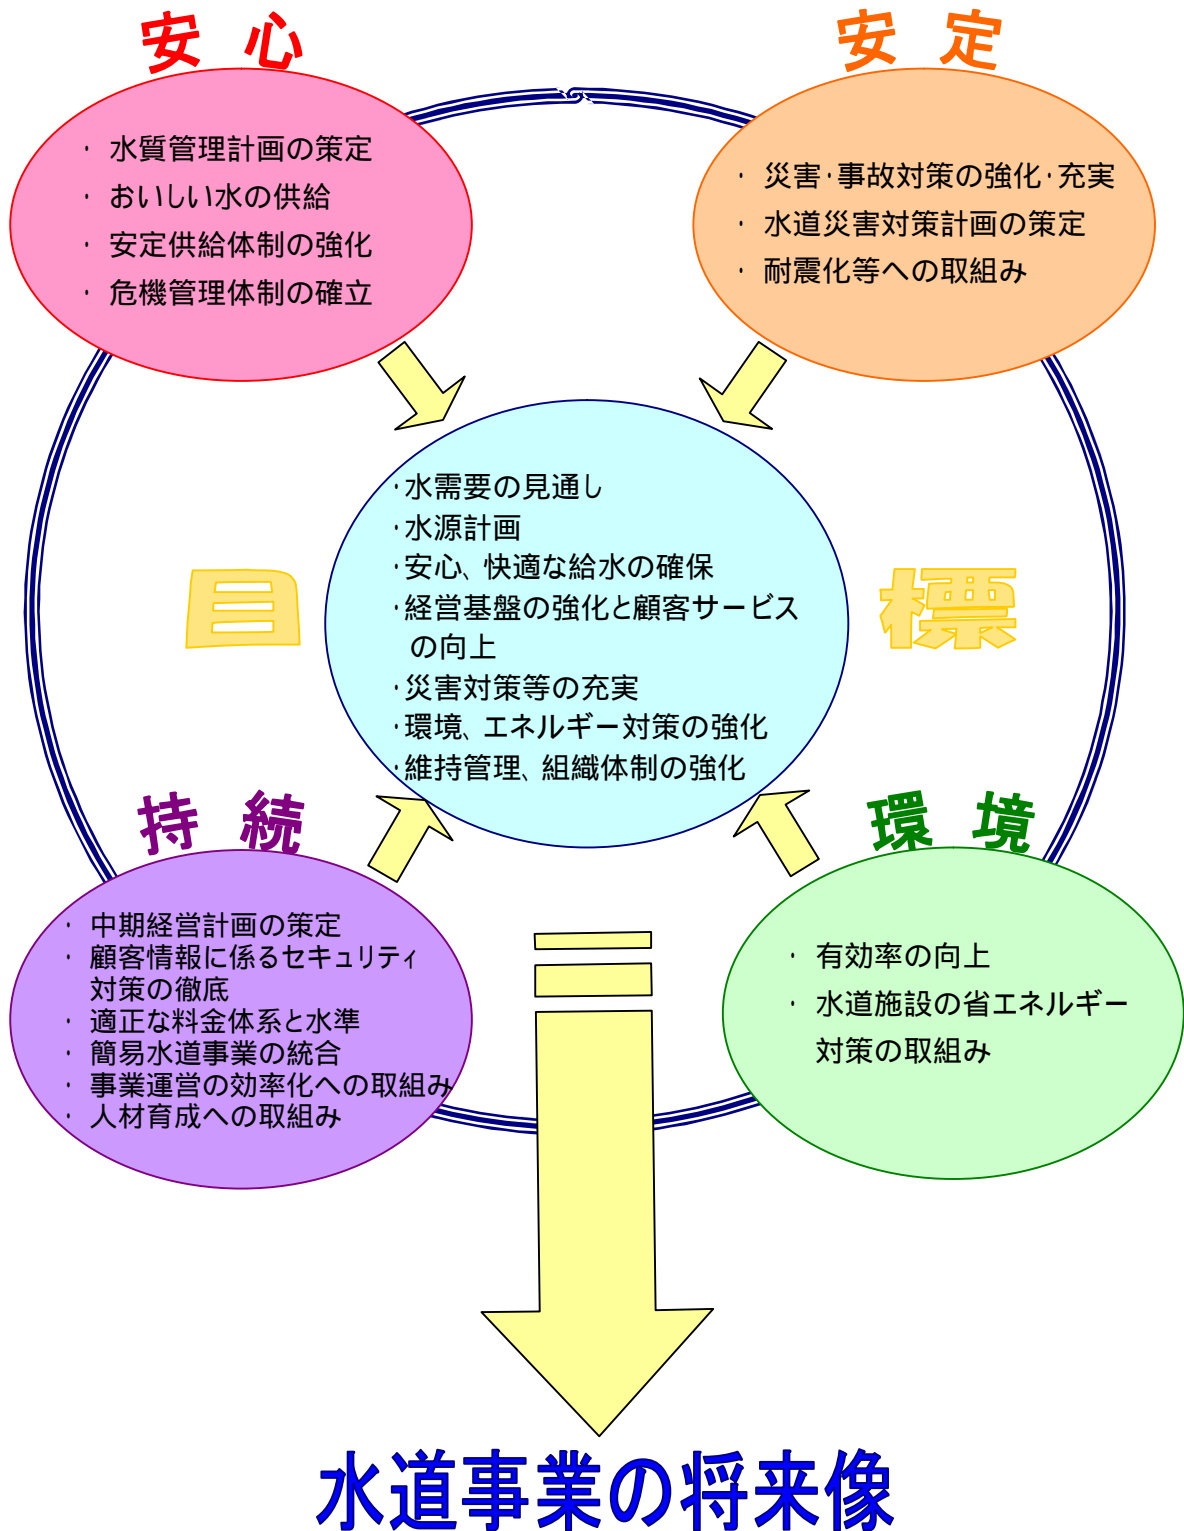 安心
・ 水質管理計画の策定
・ おいしい水の供給
・ 安定供給体制の強化
・ 危機管理体制の確立
安定
・ 災害・事故対策の強化・充実
・ 水道災害対策計画の策定
・ 耐震化等への取組み
・水需要の見通し
・水源計画
・安心、快適な給水の確保
・経営基盤の強化と顧客サービス
の向上
・災害対策等の充実
・環境、エネルギー対策の強化
・維持管理、組織体制の強化
目標
持続
・ 中期経営計画の策定
・ 顧客情報に係るセキュリティ
対策の徹底
・ 適正な料金体系と水準
・ 簡易水道事業の統合
・ 事業運営の効率化への取組み
・ 人材育成への取組み
環境
・ 有効率の向上
・ 水道施設の省エネルギー
対策の取組み
水道事業の将来像